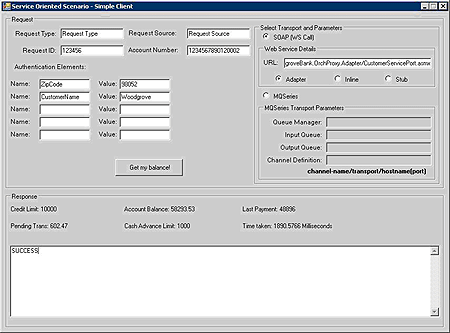 Service Oriented Scenario - Simple Client
Request
Request Type: Request Type Request Source: Request Source
Request ID: 123456 Account Number: 1234567890120002
Authentication Elements:
Name: ZipCode Value: 98052
Name: CustomerName Value: Woodgrove
Name: Value:
Name: Value:
Name: Value:
Get my balance!
Select Transport and Parameters
SOAP (WS Call)
Web Service Details
URL: groveBank.OrchProxy.Adapter/CustomerServicePort.asmx
Adapter Inline Stub
MQSeries
MQSeries Transport Parameters
Queue Manager:
Input Queue:
Output Queue:
Channel Definition:
channel-name/transport/hostname(port)
Response
Credit Limit: 10000 Account Balance: 58293.53 Last Payment: 48896
Pending Trans: 602.47 Cash Advance Limit: 1000 Time taken: 1890.5766 Milliseconds
SUCCESS